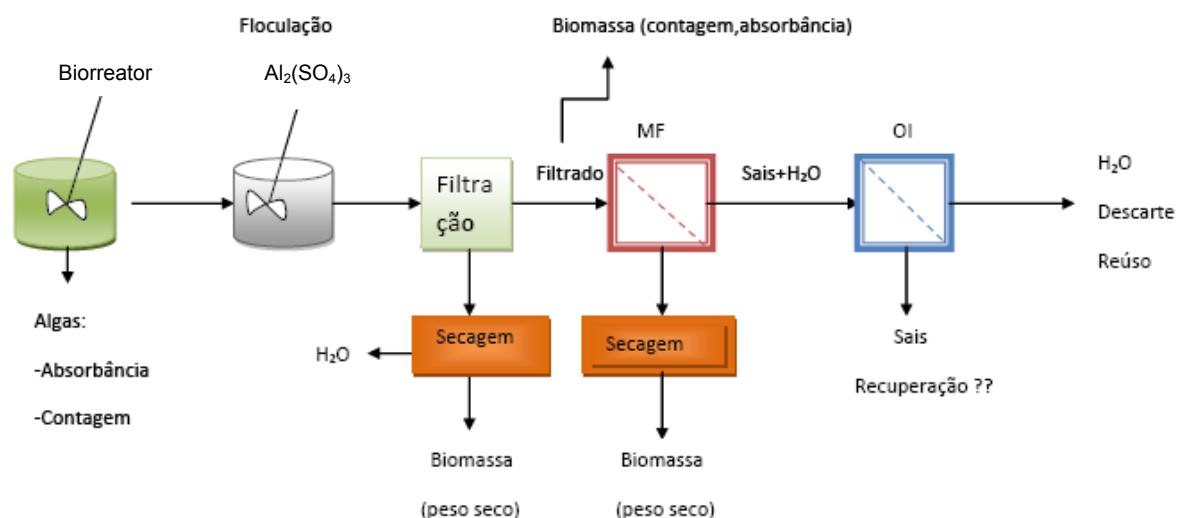 Floculação
Biomassa (contagem,absorbância)
Biorreator
Al₂(SO₄)₃
MF
OI
Filtra
ção
Filtrado
Sais+H₂O
H₂O
Descarte
Reúso
Algas:
-Absorbância
-Contagem
H₂O
Secagem
Secagem
Sais
Recuperação ??
Biomassa
(peso seco)
Biomassa
(peso seco)